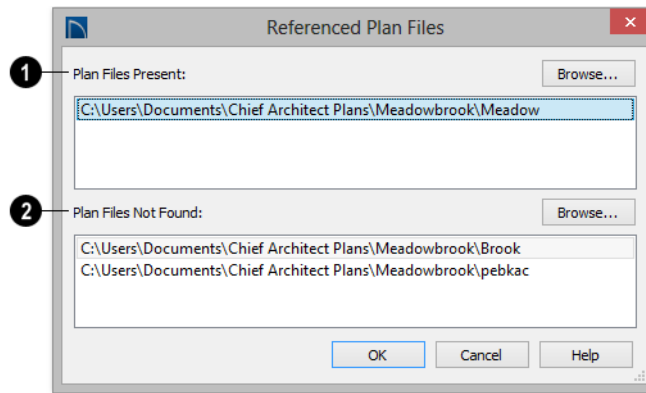 Referenced Plan Files
1
Plan Files Present:
Browse...
C:\Users\Documents\Chief Architect Plans\Meadowbrook\Meadow
2
Plan Files Not Found:
Browse...
C:\Users\Documents\Chief Architect Plans\Meadowbrook\Brook
C:\Users\Documents\Chief Architect Plans\Meadowbrook\pebkac
OK
Cancel
Help